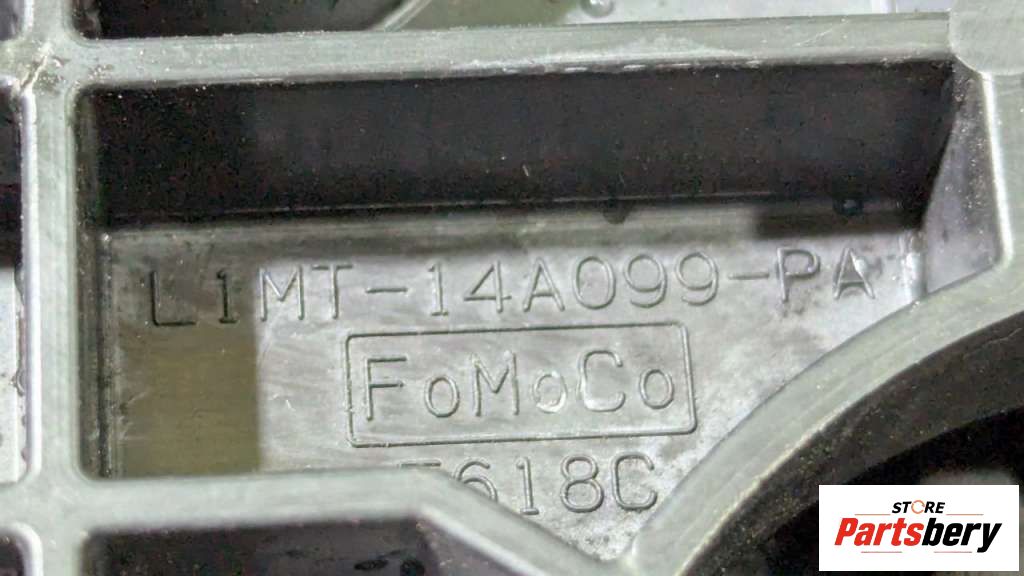 L1MT-14A099-PA
FoMoCo
618C
STORE
Partsbery